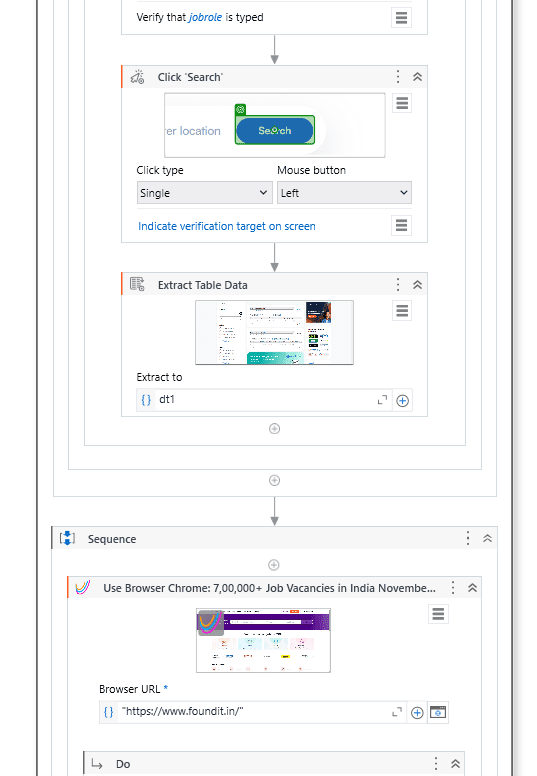 Verify that jobrole is typed
Click 'Search'
er location
Search
Click type
Mouse button
Single
Left
Indicate verification target on screen
Extract Table Data
Extract to
{} dt1
Sequence
Use Browser Chrome: 7,00,000+ Job Vacancies in India Novembe...
Browser URL *
{} "https://www.foundit.in/"
Do